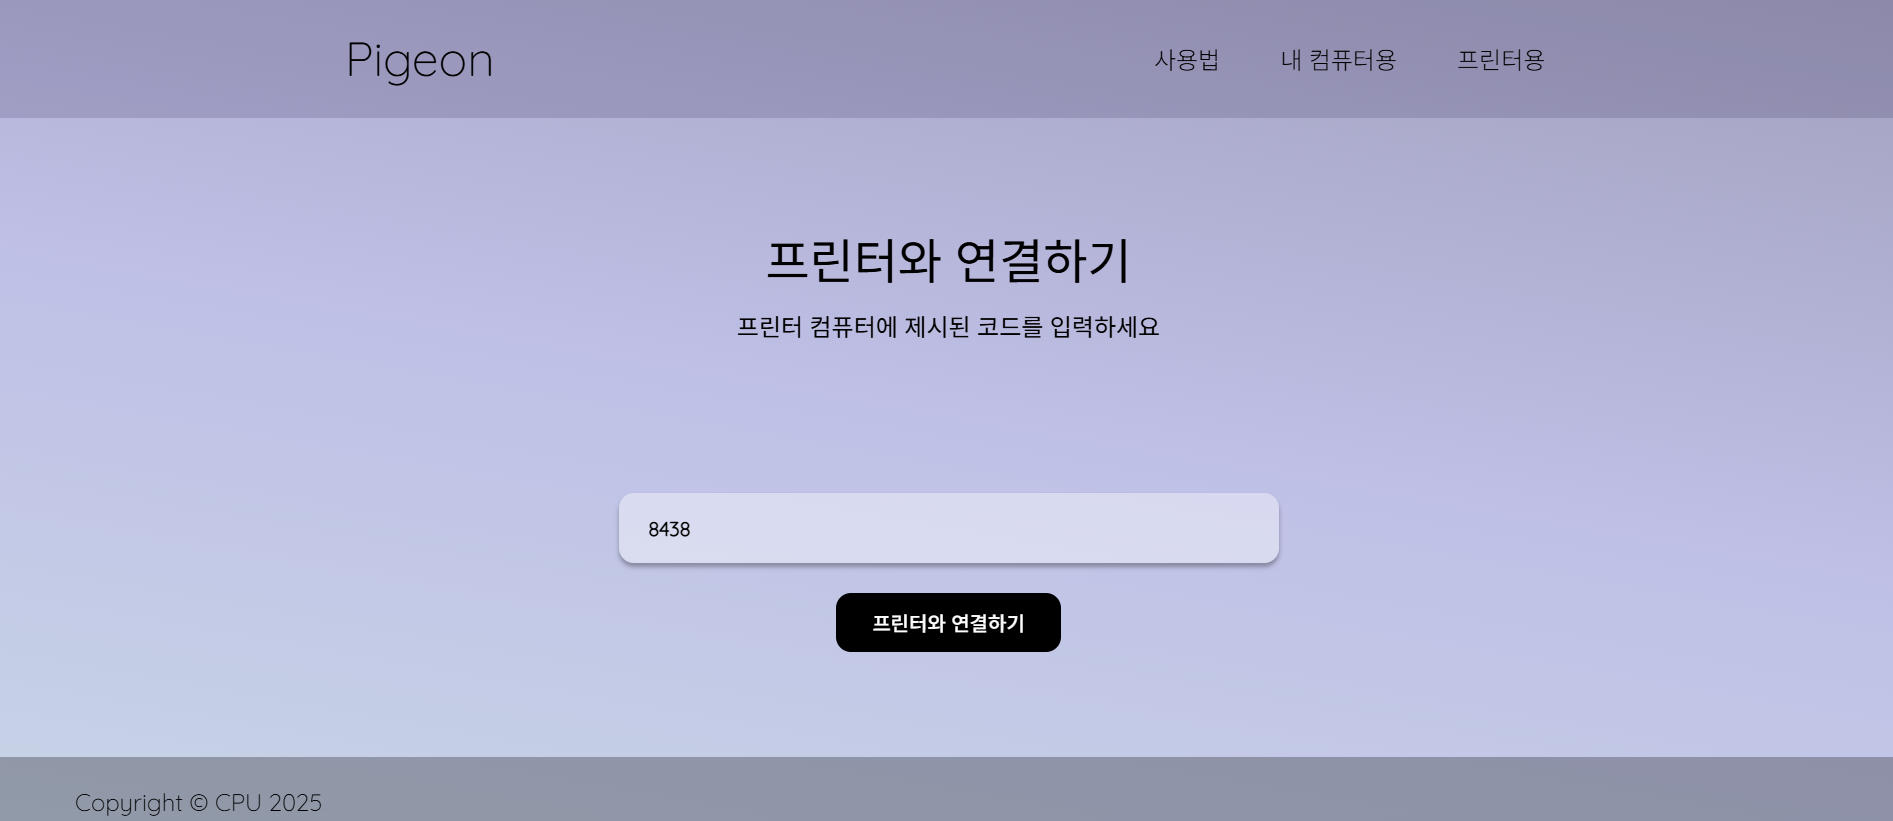 Pigeon
사용법
내 컴퓨터용
프린터용
프린터와 연결하기
프린터 컴퓨터에 제시된 코드를 입력하세요
8438
프린터와 연결하기
Copyright © CPU 2025